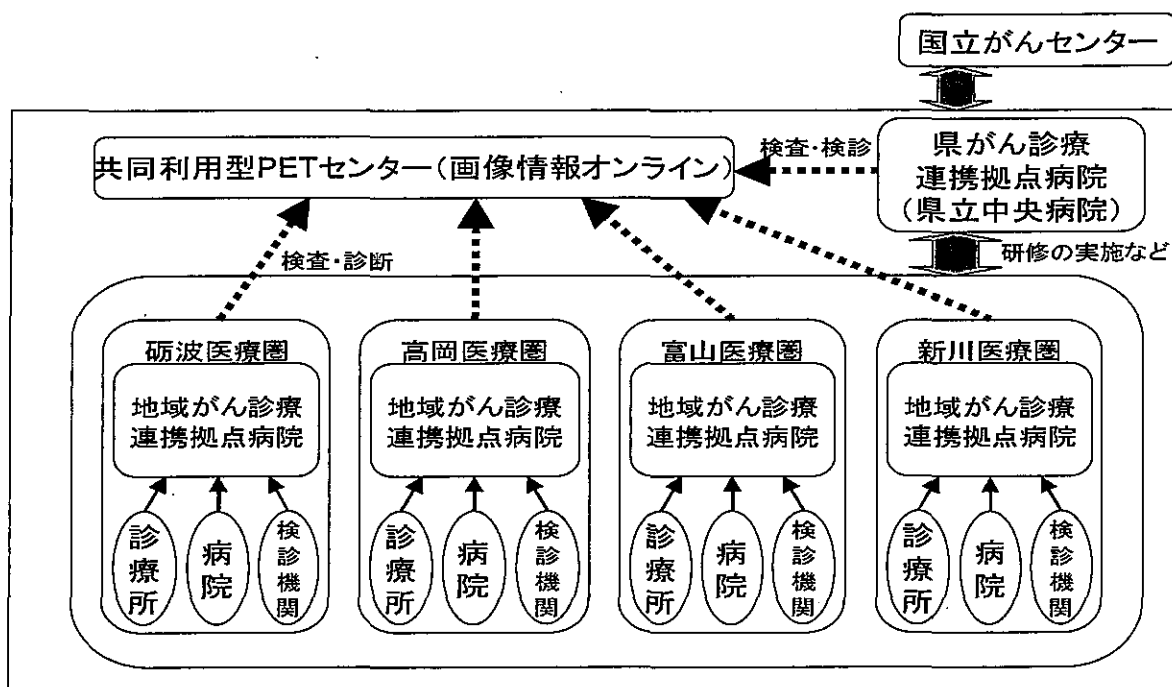 国立がんセンター
共同利用型PETセンター(画像情報オンライン)
検査・検診
県がん診療
連携拠点病院
(県立中央病院)
検査・診断
研修の実施など
砺波医療圏
地域がん診療
連携拠点病院
診療所
病院
検診機関
高岡医療圏
地域がん診療
連携拠点病院
診療所
病院
検診機関
富山医療圏
地域がん診療
連携拠点病院
診療所
病院
検診機関
新川医療圏
地域がん診療
連携拠点病院
診療所
病院
検診機関